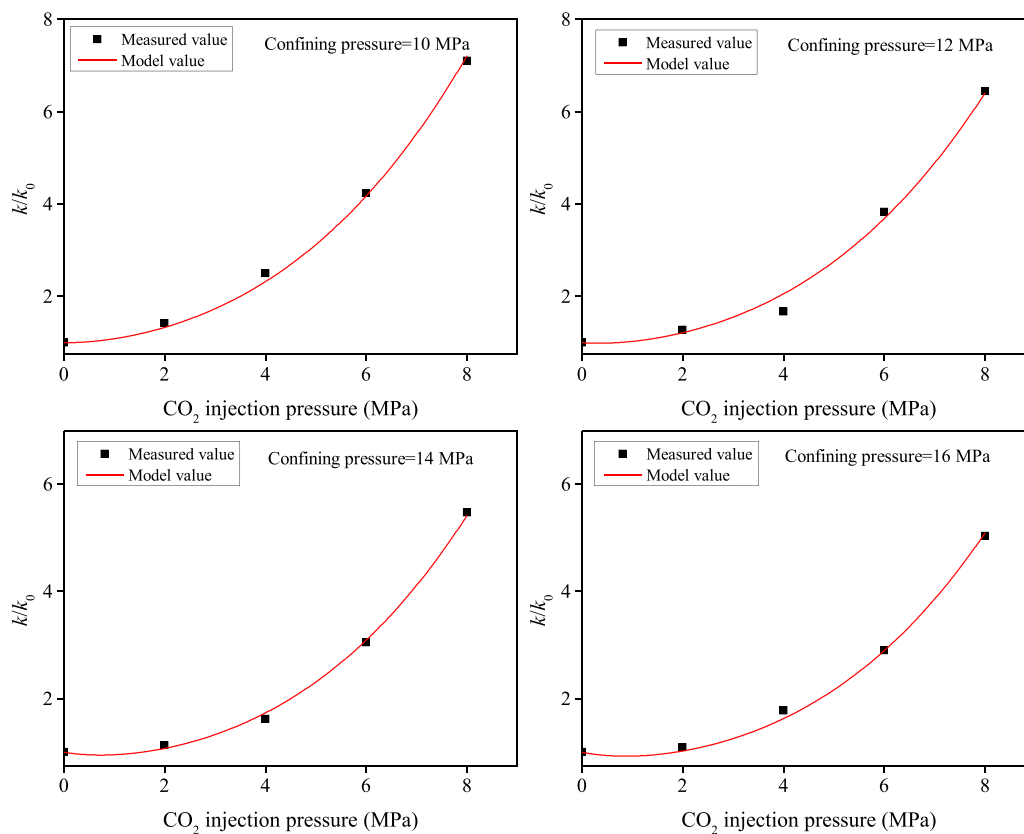 Measured value
Model value
Confining pressure=10 MPa
8
6
4
2
k/k0
0 2 4 6 8
CO2 injection pressure (MPa)
Measured value
Model value
Confining pressure=12 MPa
8
6
4
2
k/k0
0 2 4 6 8
CO2 injection pressure (MPa)
Measured value
Model value
Confining pressure=14 MPa
6
4
2
k/k0
0 2 4 6 8
CO2 injection pressure (MPa)
Measured value
Model value
Confining pressure=16 MPa
6
4
2
k/k0
0 2 4 6 8
CO2 injection pressure (MPa)